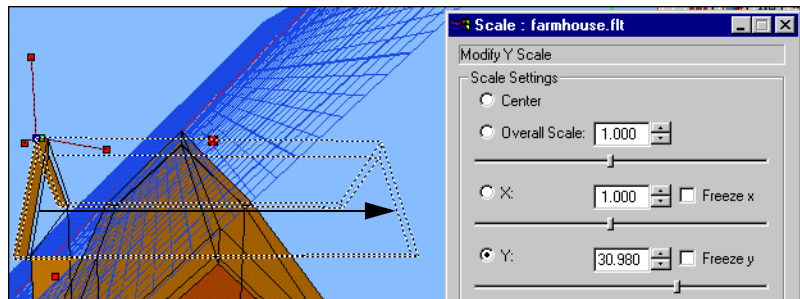 Scale : farmhouse.flt
Modify Y Scale
Scale Settings
Center
Overall Scale: 1.000
X: 1.000 Freeze x
Y: 30.980 Freeze y